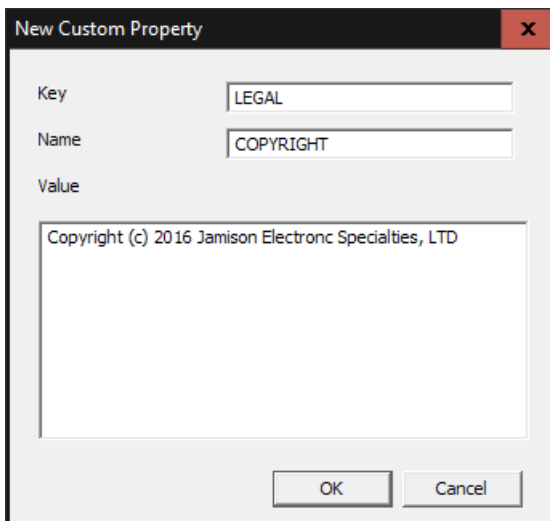 New Custom Property
x
Key
LEGAL
Name
COPYRIGHT
Value
Copyright (c) 2016 Jamison Electronc Specialties, LTD
OK
Cancel